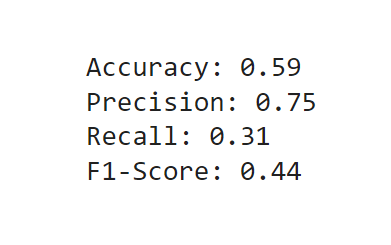 Accuracy: 0.59
Precision: 0.75
Recall: 0.31
F1-Score: 0.44